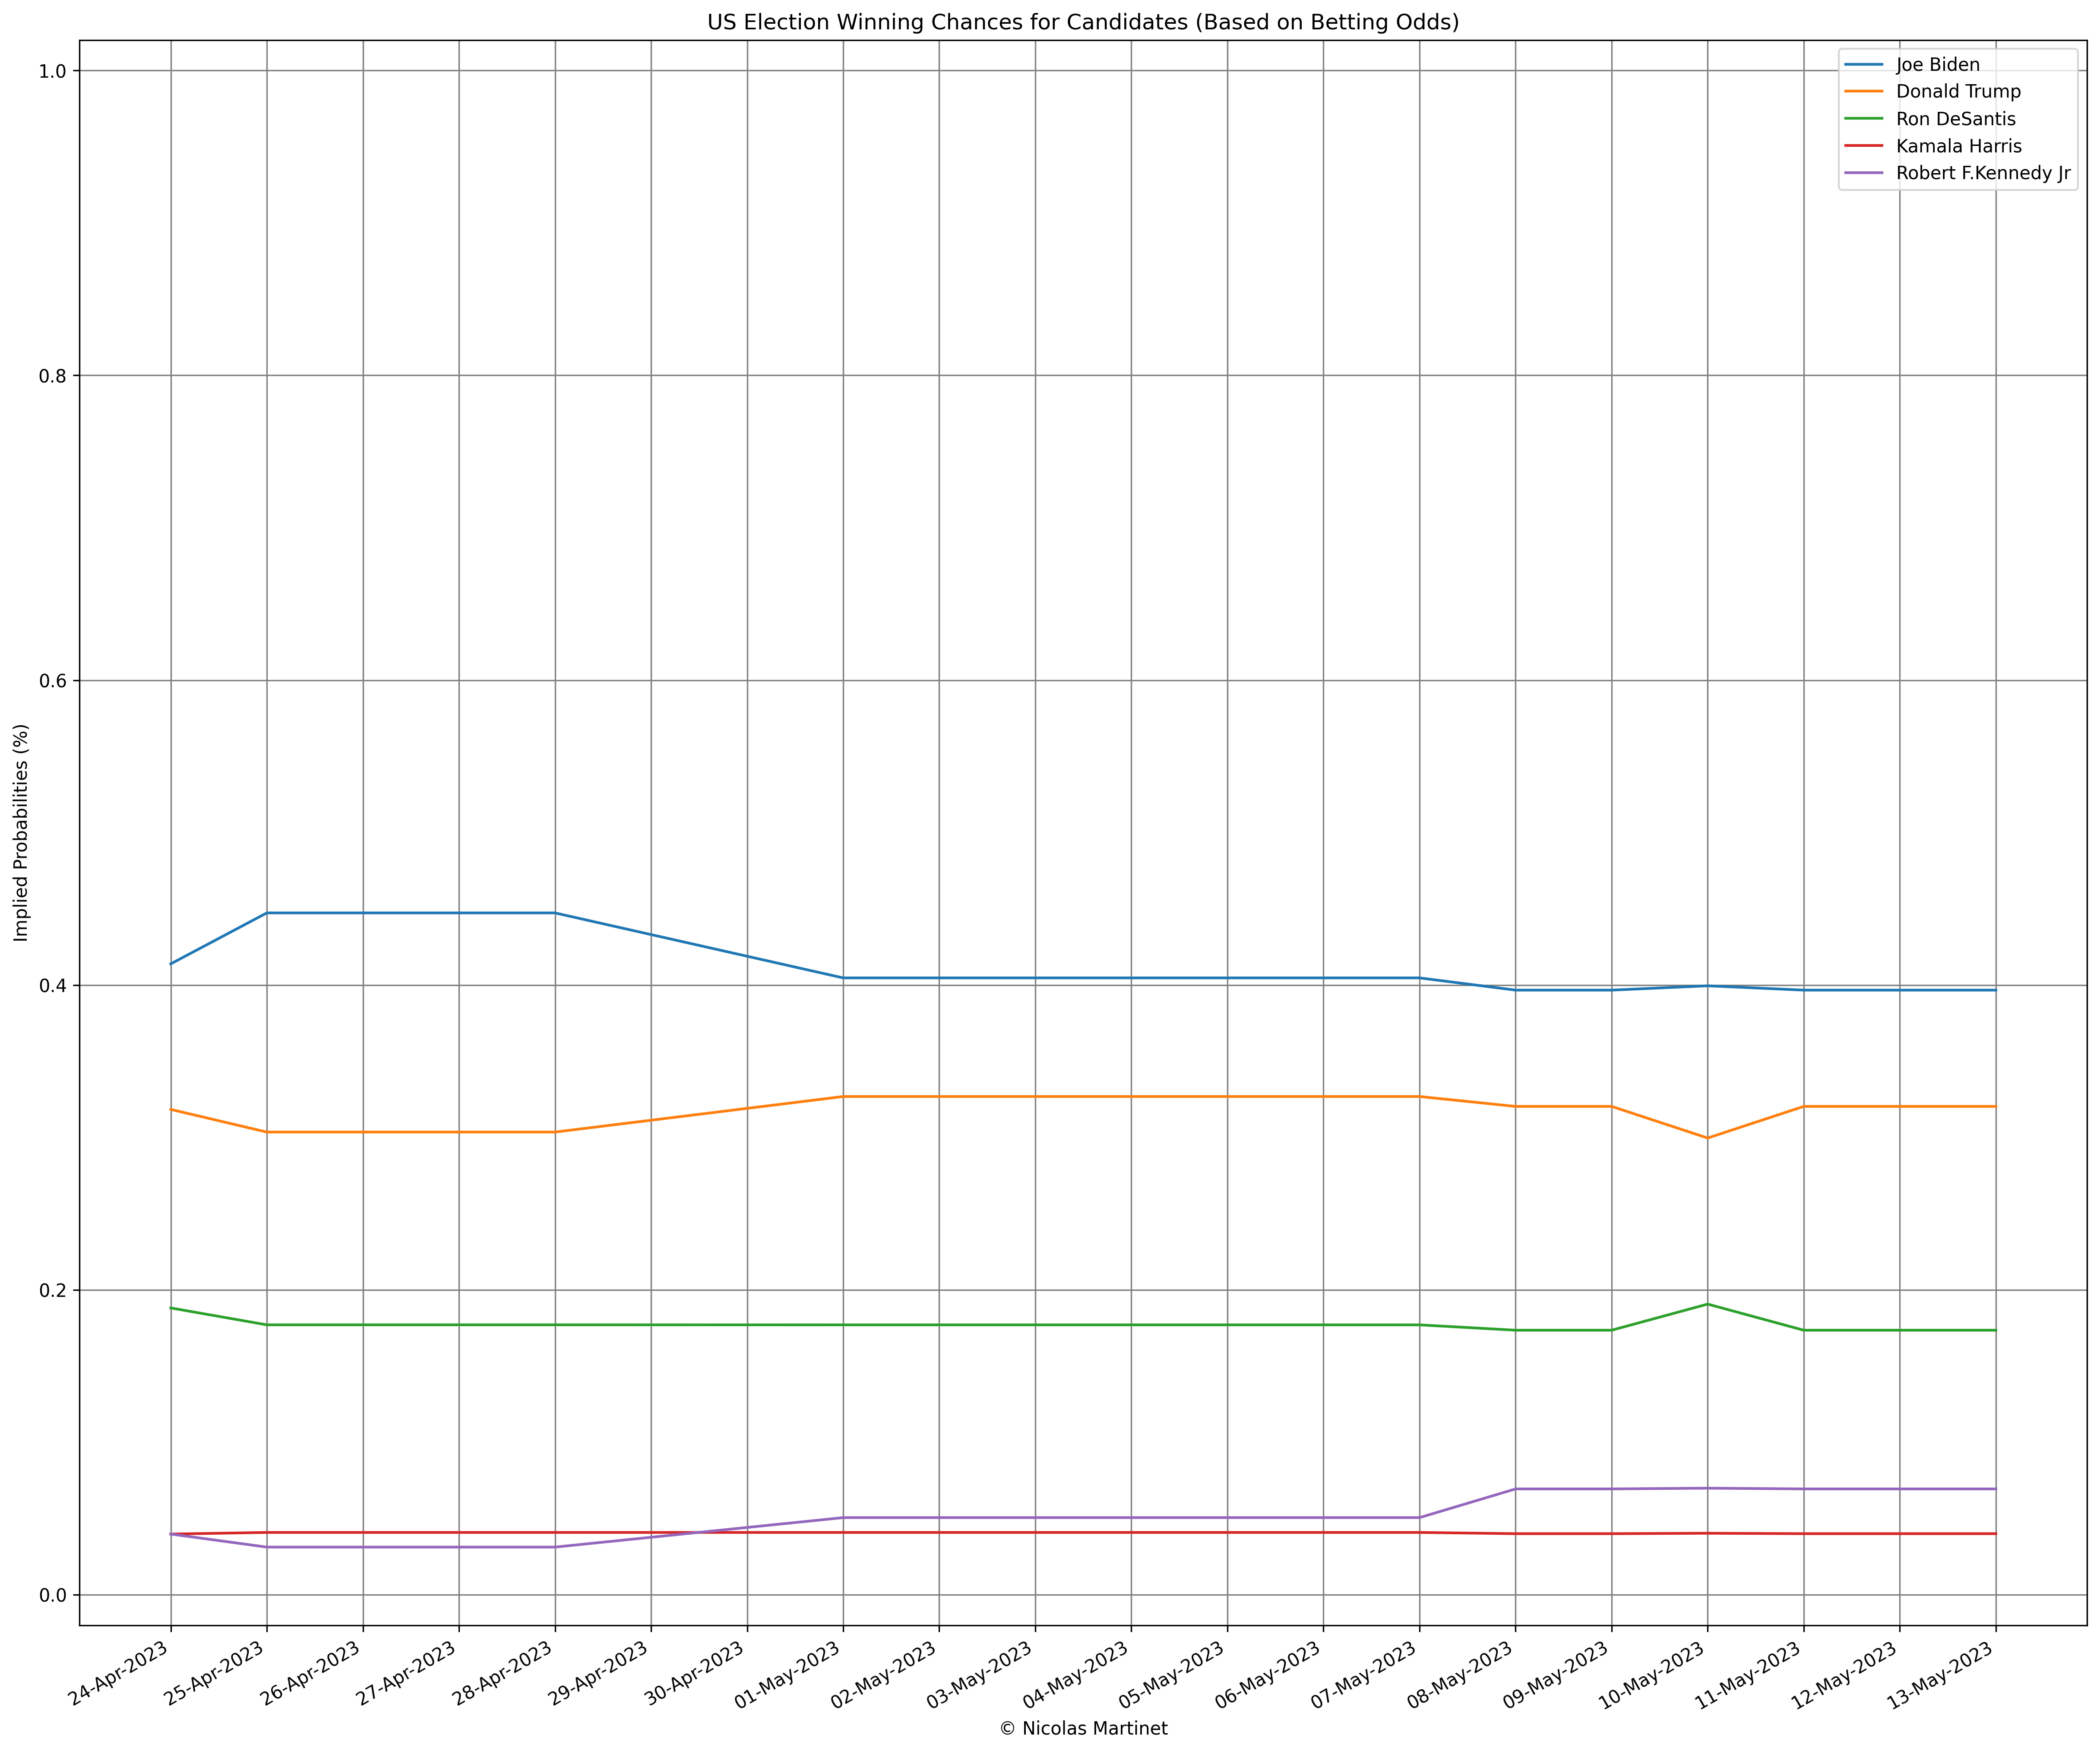 US Election Winning Chances for Candidates (Based on Betting Odds)
Joe Biden
Donald Trump
Ron DeSantis
Kamala Harris
Robert F.Kennedy Jr
Implied Probabilities (%)
1.0
0.8
0.6
0.4
0.2
0.0
24-Apr-2023
25-Apr-2023
26-Apr-2023
27-Apr-2023
28-Apr-2023
29-Apr-2023
30-Apr-2023
01-May-2023
02-May-2023
03-May-2023
04-May-2023
05-May-2023
06-May-2023
07-May-2023
08-May-2023
09-May-2023
10-May-2023
11-May-2023
12-May-2023
13-May-2023
© Nicolas Martinet